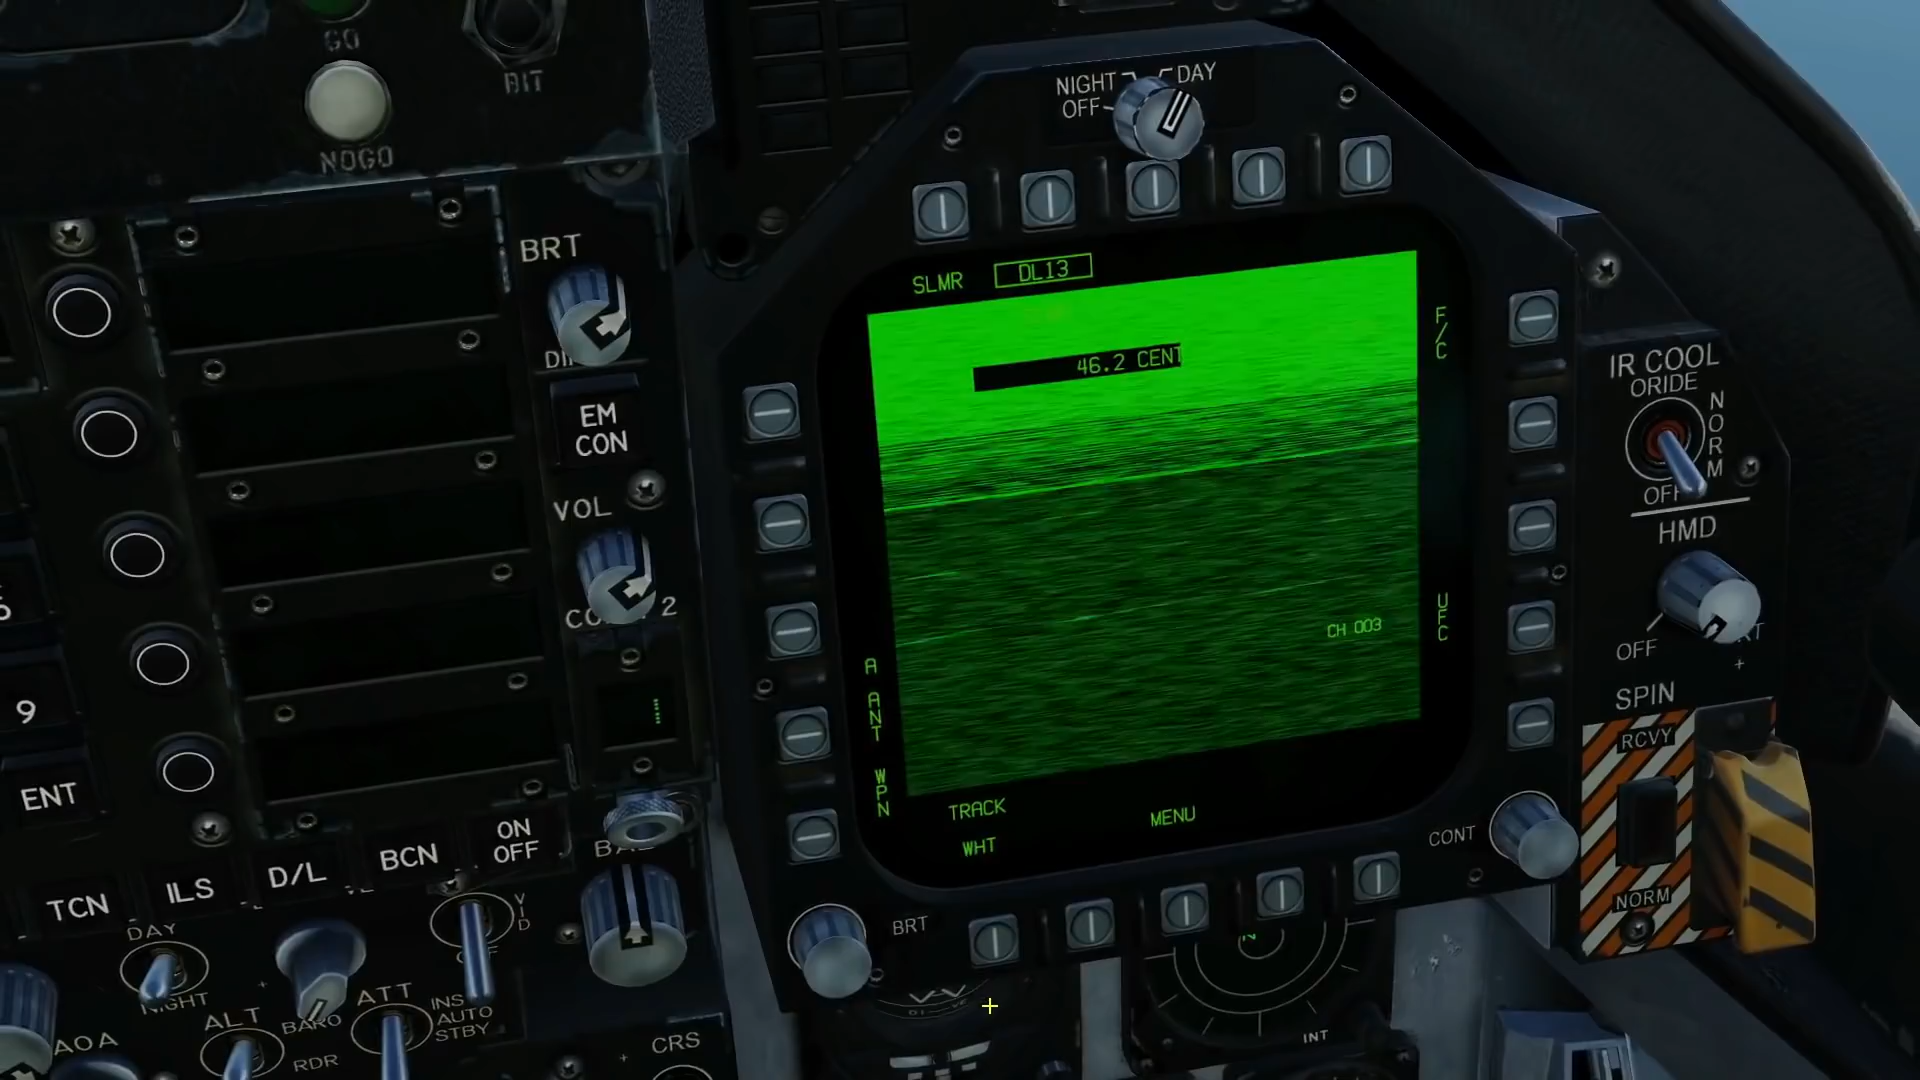 GO
BIT
NOGO
BRT
EM
CON
VOL
2
9
ENT
TCN
ILS
D/L
BCN
ON
OFF
DAY
NIGHT
ALT
BARO
RDR
ATT
INS
AUTO
STBY
AOA
CRS
NIGHT
DAY
OFF
SLMR
DL13
46.2 CENT
F/C
CH 003
UFC
A
ANT
WPN
TRACK
WHT
MENU
BRT
CONT
INT
IR COOL
ORIDE
NORM
OFF
HMD
OFF
SPIN
RCVY
NORM